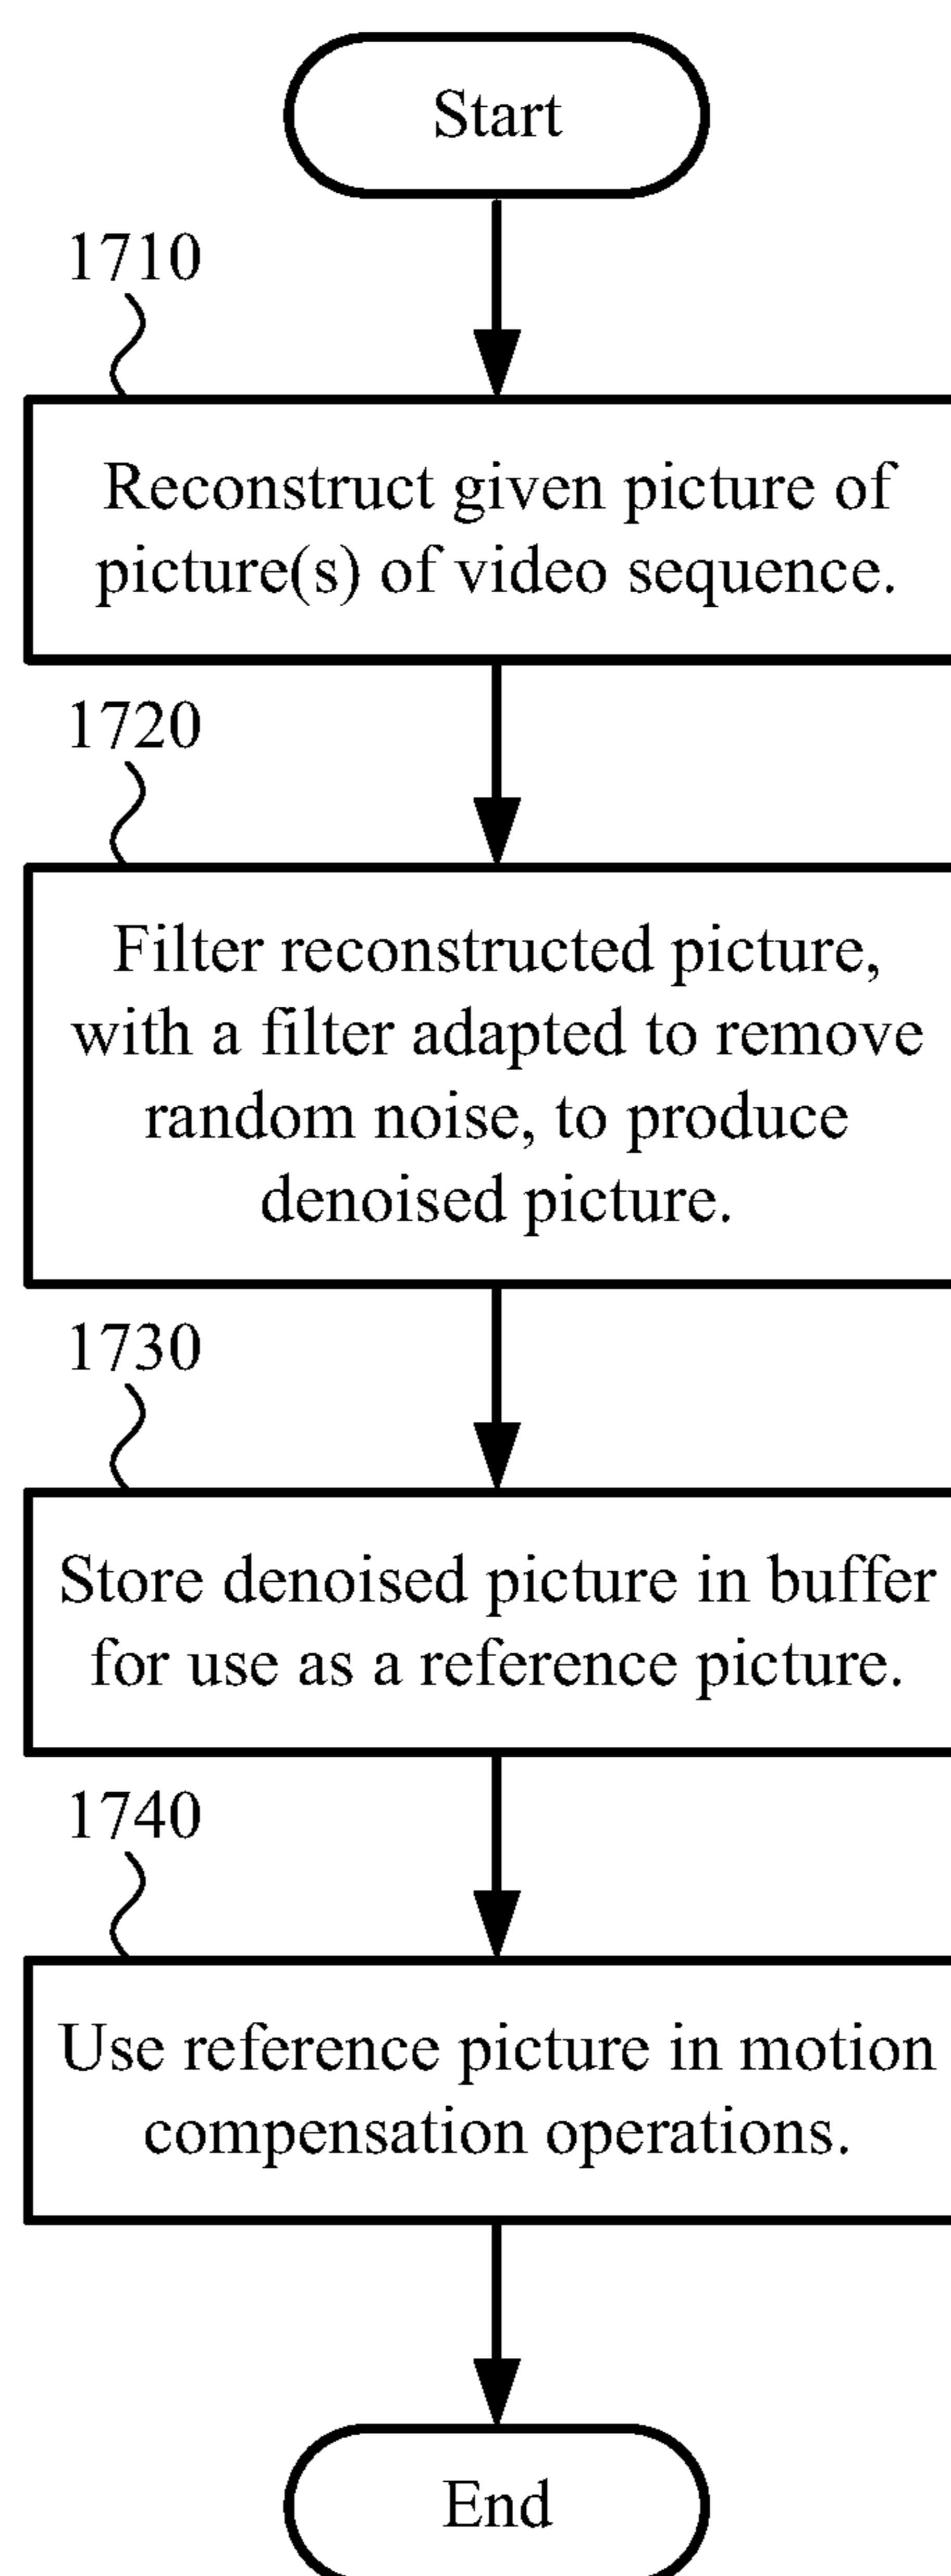 Start
1710
Reconstruct given picture of
picture(s) of video sequence.
1720
Filter reconstructed picture,
with a filter adapted to remove
random noise, to produce
denoised picture.
1730
Store denoised picture in buffer
for use as a reference picture.
1740
Use reference picture in motion
compensation operations.
End